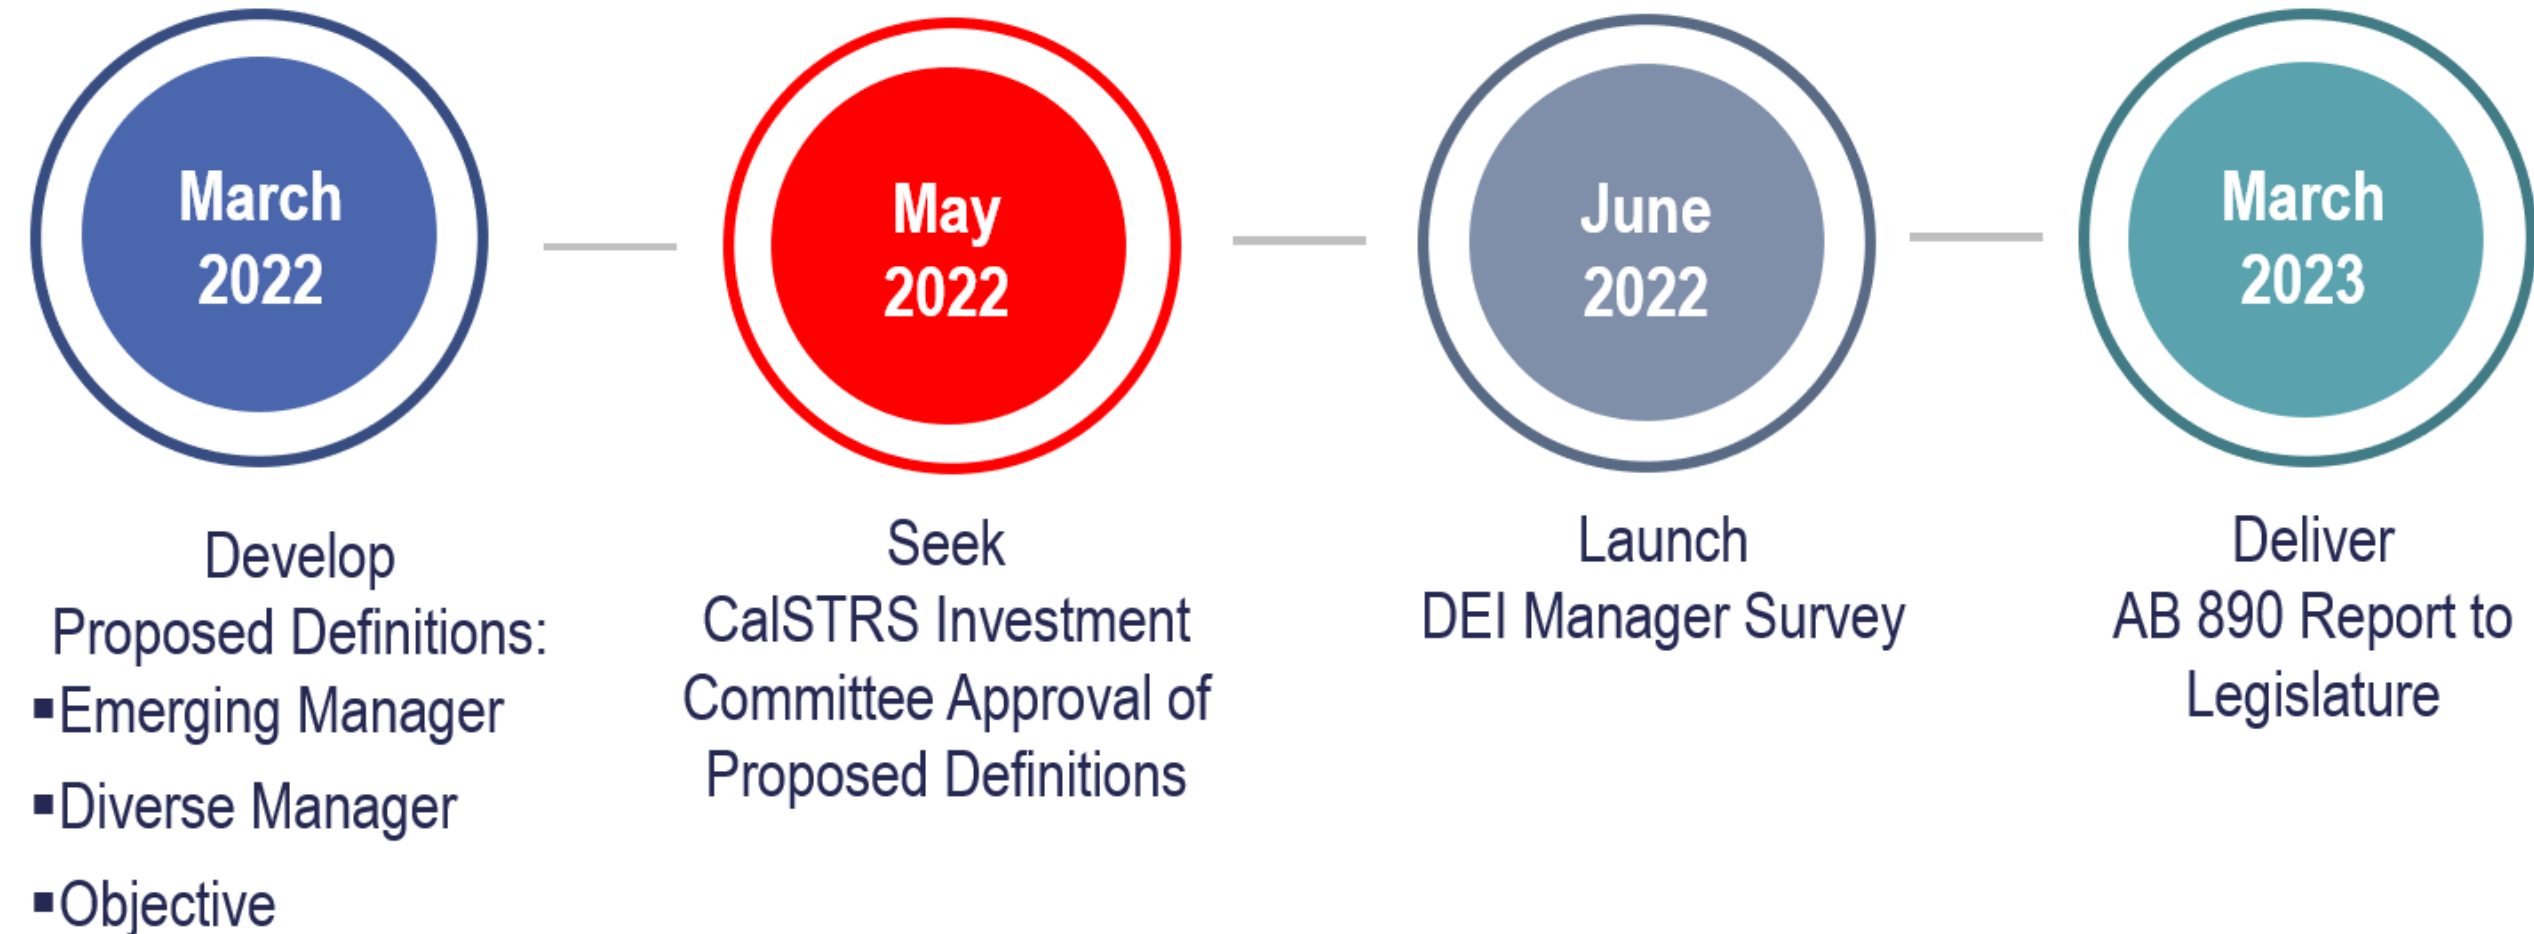 March
2022
Develop
Proposed Definitions:
▪Emerging Manager
▪Diverse Manager
▪Objective
May
2022
Seek
CalSTRS Investment
Committee Approval of
Proposed Definitions
June
2022
Launch
DEI Manager Survey
March
2023
Deliver
AB 890 Report to
Legislature